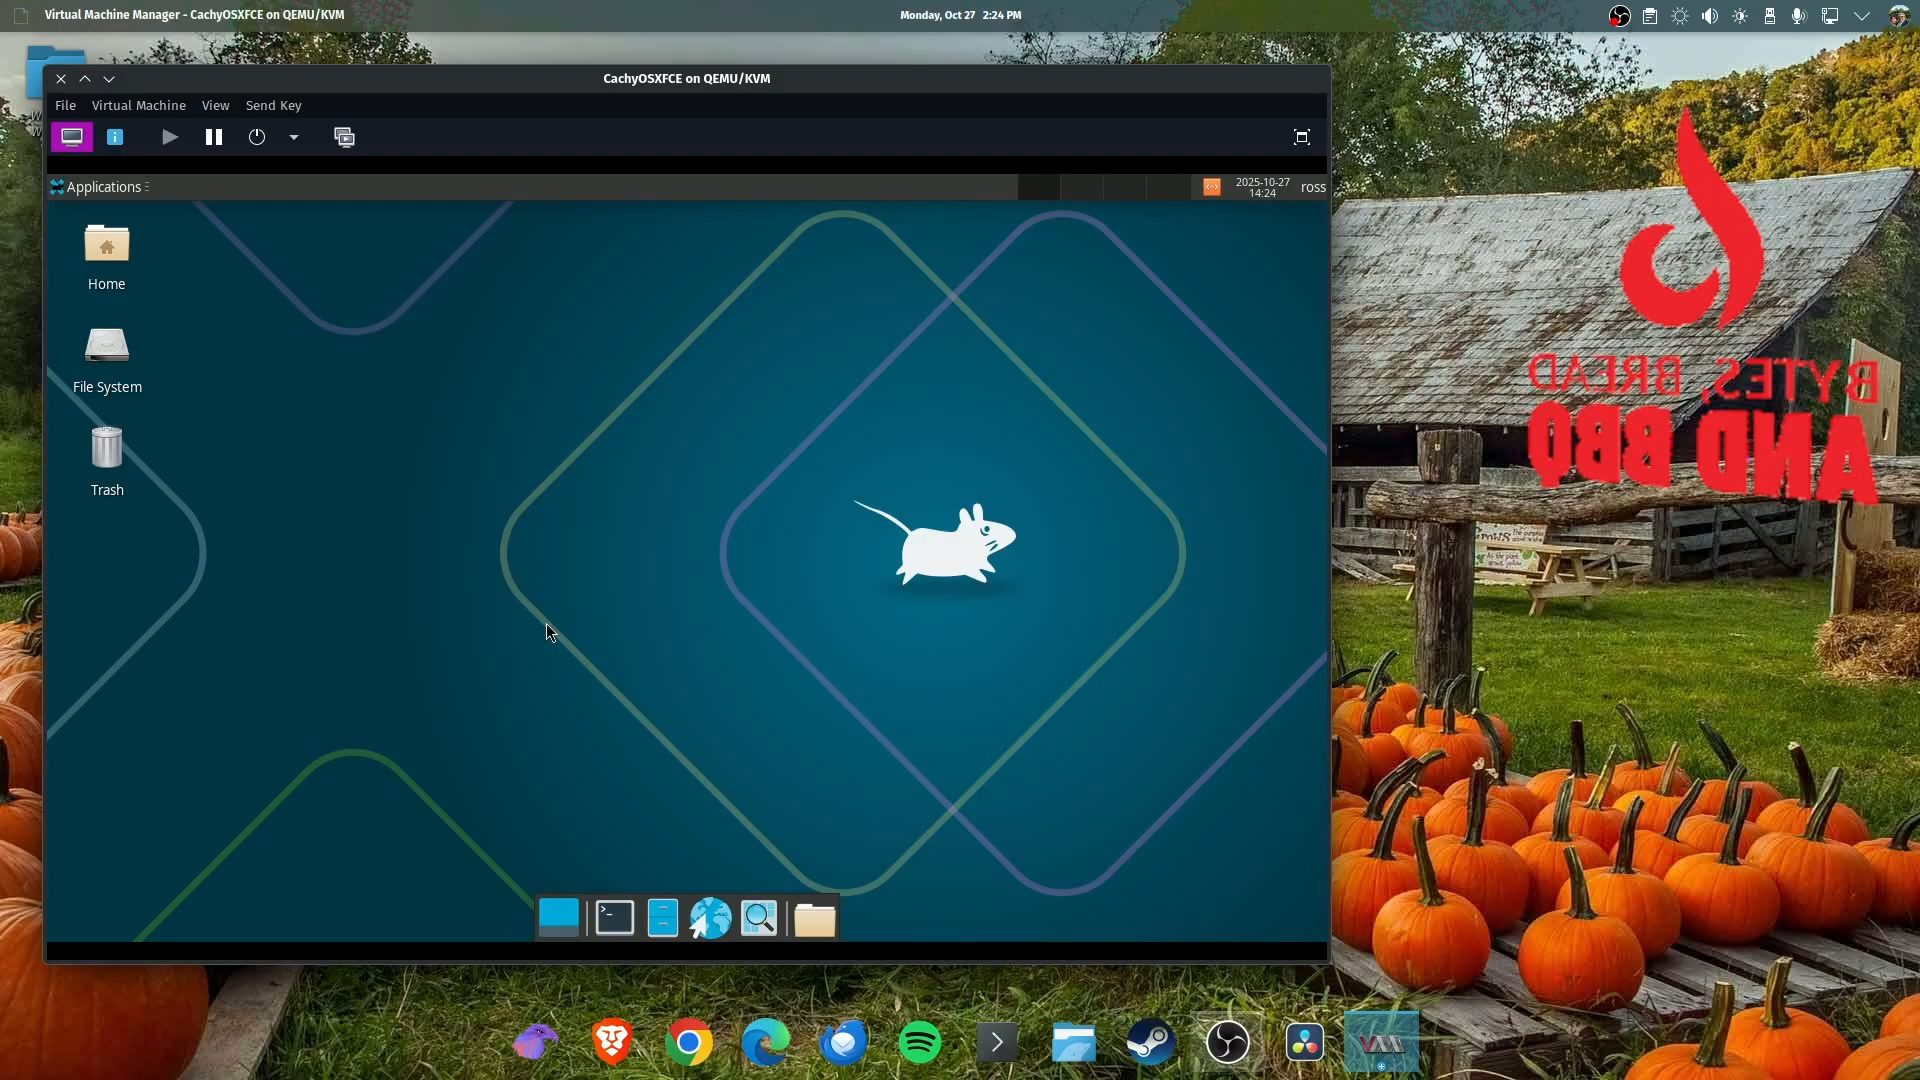 Virtual Machine Manager - CachyOSXFCE on QEMU/KVM
Monday, Oct 27 2:24 PM
CachyOSXFCE on QEMU/KVM
File Virtual Machine View Send Key
Applications
2025-10-27
14:24
ross
Home
File System
Trash
BYTES, BREAD
AND BBQ